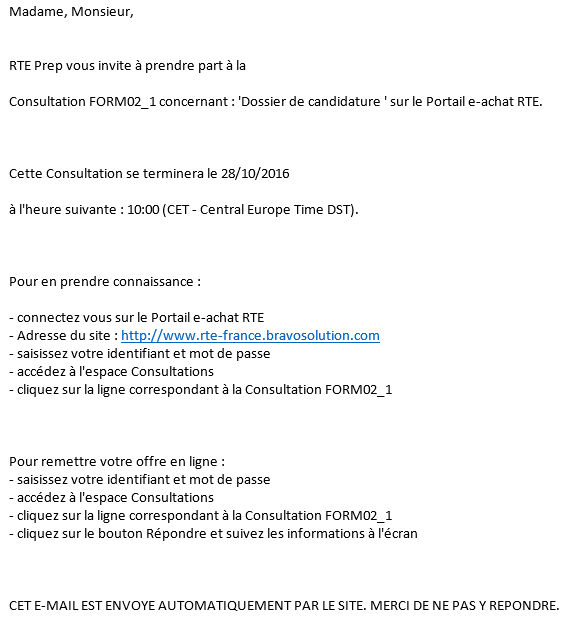 Madame, Monsieur,
RTE Prep vous invite à prendre part à la
Consultation FORM02_1 concernant : 'Dossier de candidature ' sur le Portail e-achat RTE.
Cette Consultation se terminera le 28/10/2016
à l'heure suivante : 10:00 (CET - Central Europe Time DST).
Pour en prendre connaissance :
- connectez vous sur le Portail e-achat RTE
- Adresse du site : http://www.rte-france.bravosolution.com
- saisissez votre identifiant et mot de passe
- accédez à l'espace Consultations
- cliquez sur la ligne correspondant à la Consultation FORM02_1
Pour remettre votre offre en ligne :
- saisissez votre identifiant et mot de passe
- accédez à l'espace Consultations
- cliquez sur la ligne correspondant à la Consultation FORM02_1
- cliquez sur le bouton Répondre et suivez les informations à l'écran
CET E-MAIL EST ENVOYE AUTOMATIQUEMENT PAR LE SITE. MERCI DE NE PAS Y REPONDRE.